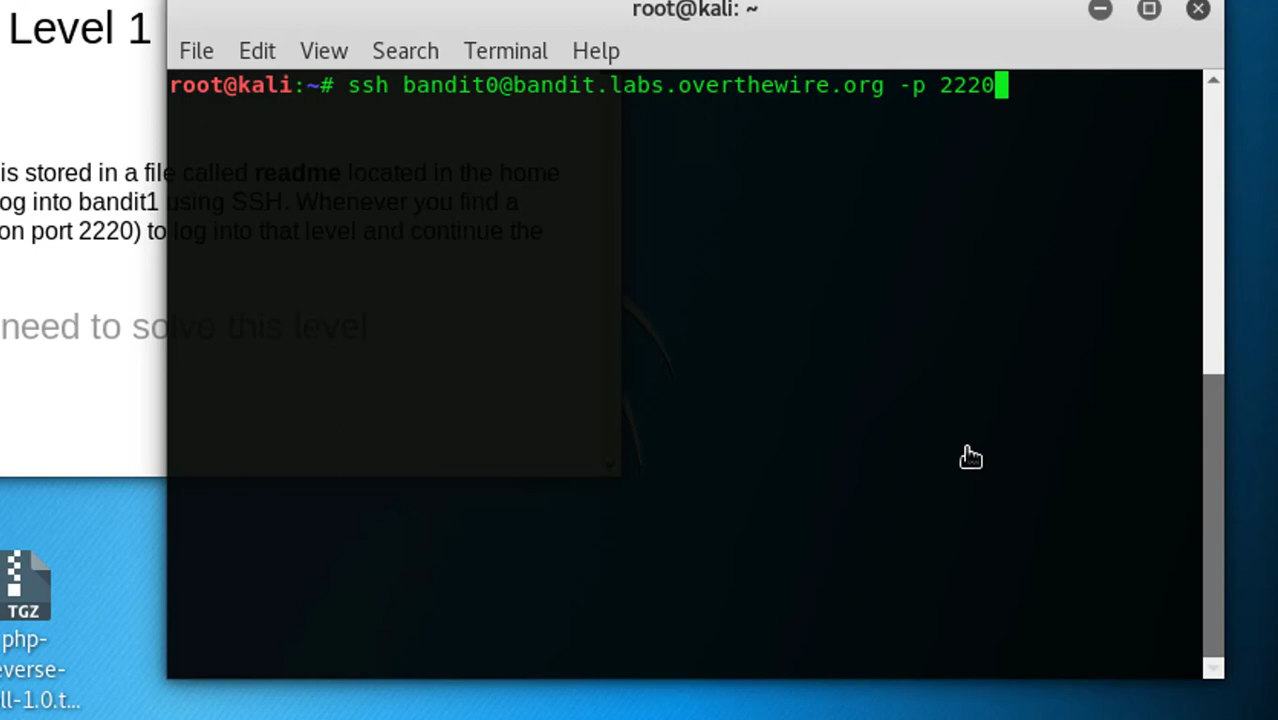 Level 1
root@kali: ~
File Edit View Search Terminal Help
root@kali:~# ssh bandit0@bandit.labs.overthewire.org -p 2220
is stored in a file called readme located in the home
og into bandit1 using SSH. Whenever you find a
on port 2220) to log into that level and continue the
need to solve this level
TGZ
php-
everse-
ll-1.0.t...